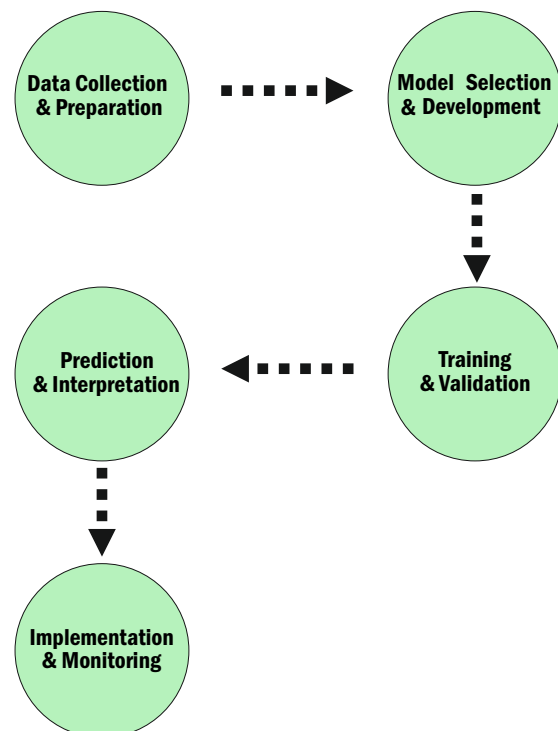 Data Collection
& Preparation
Model Selection
& Development
Training
& Validation
Prediction
& Interpretation
Implementation
& Monitoring